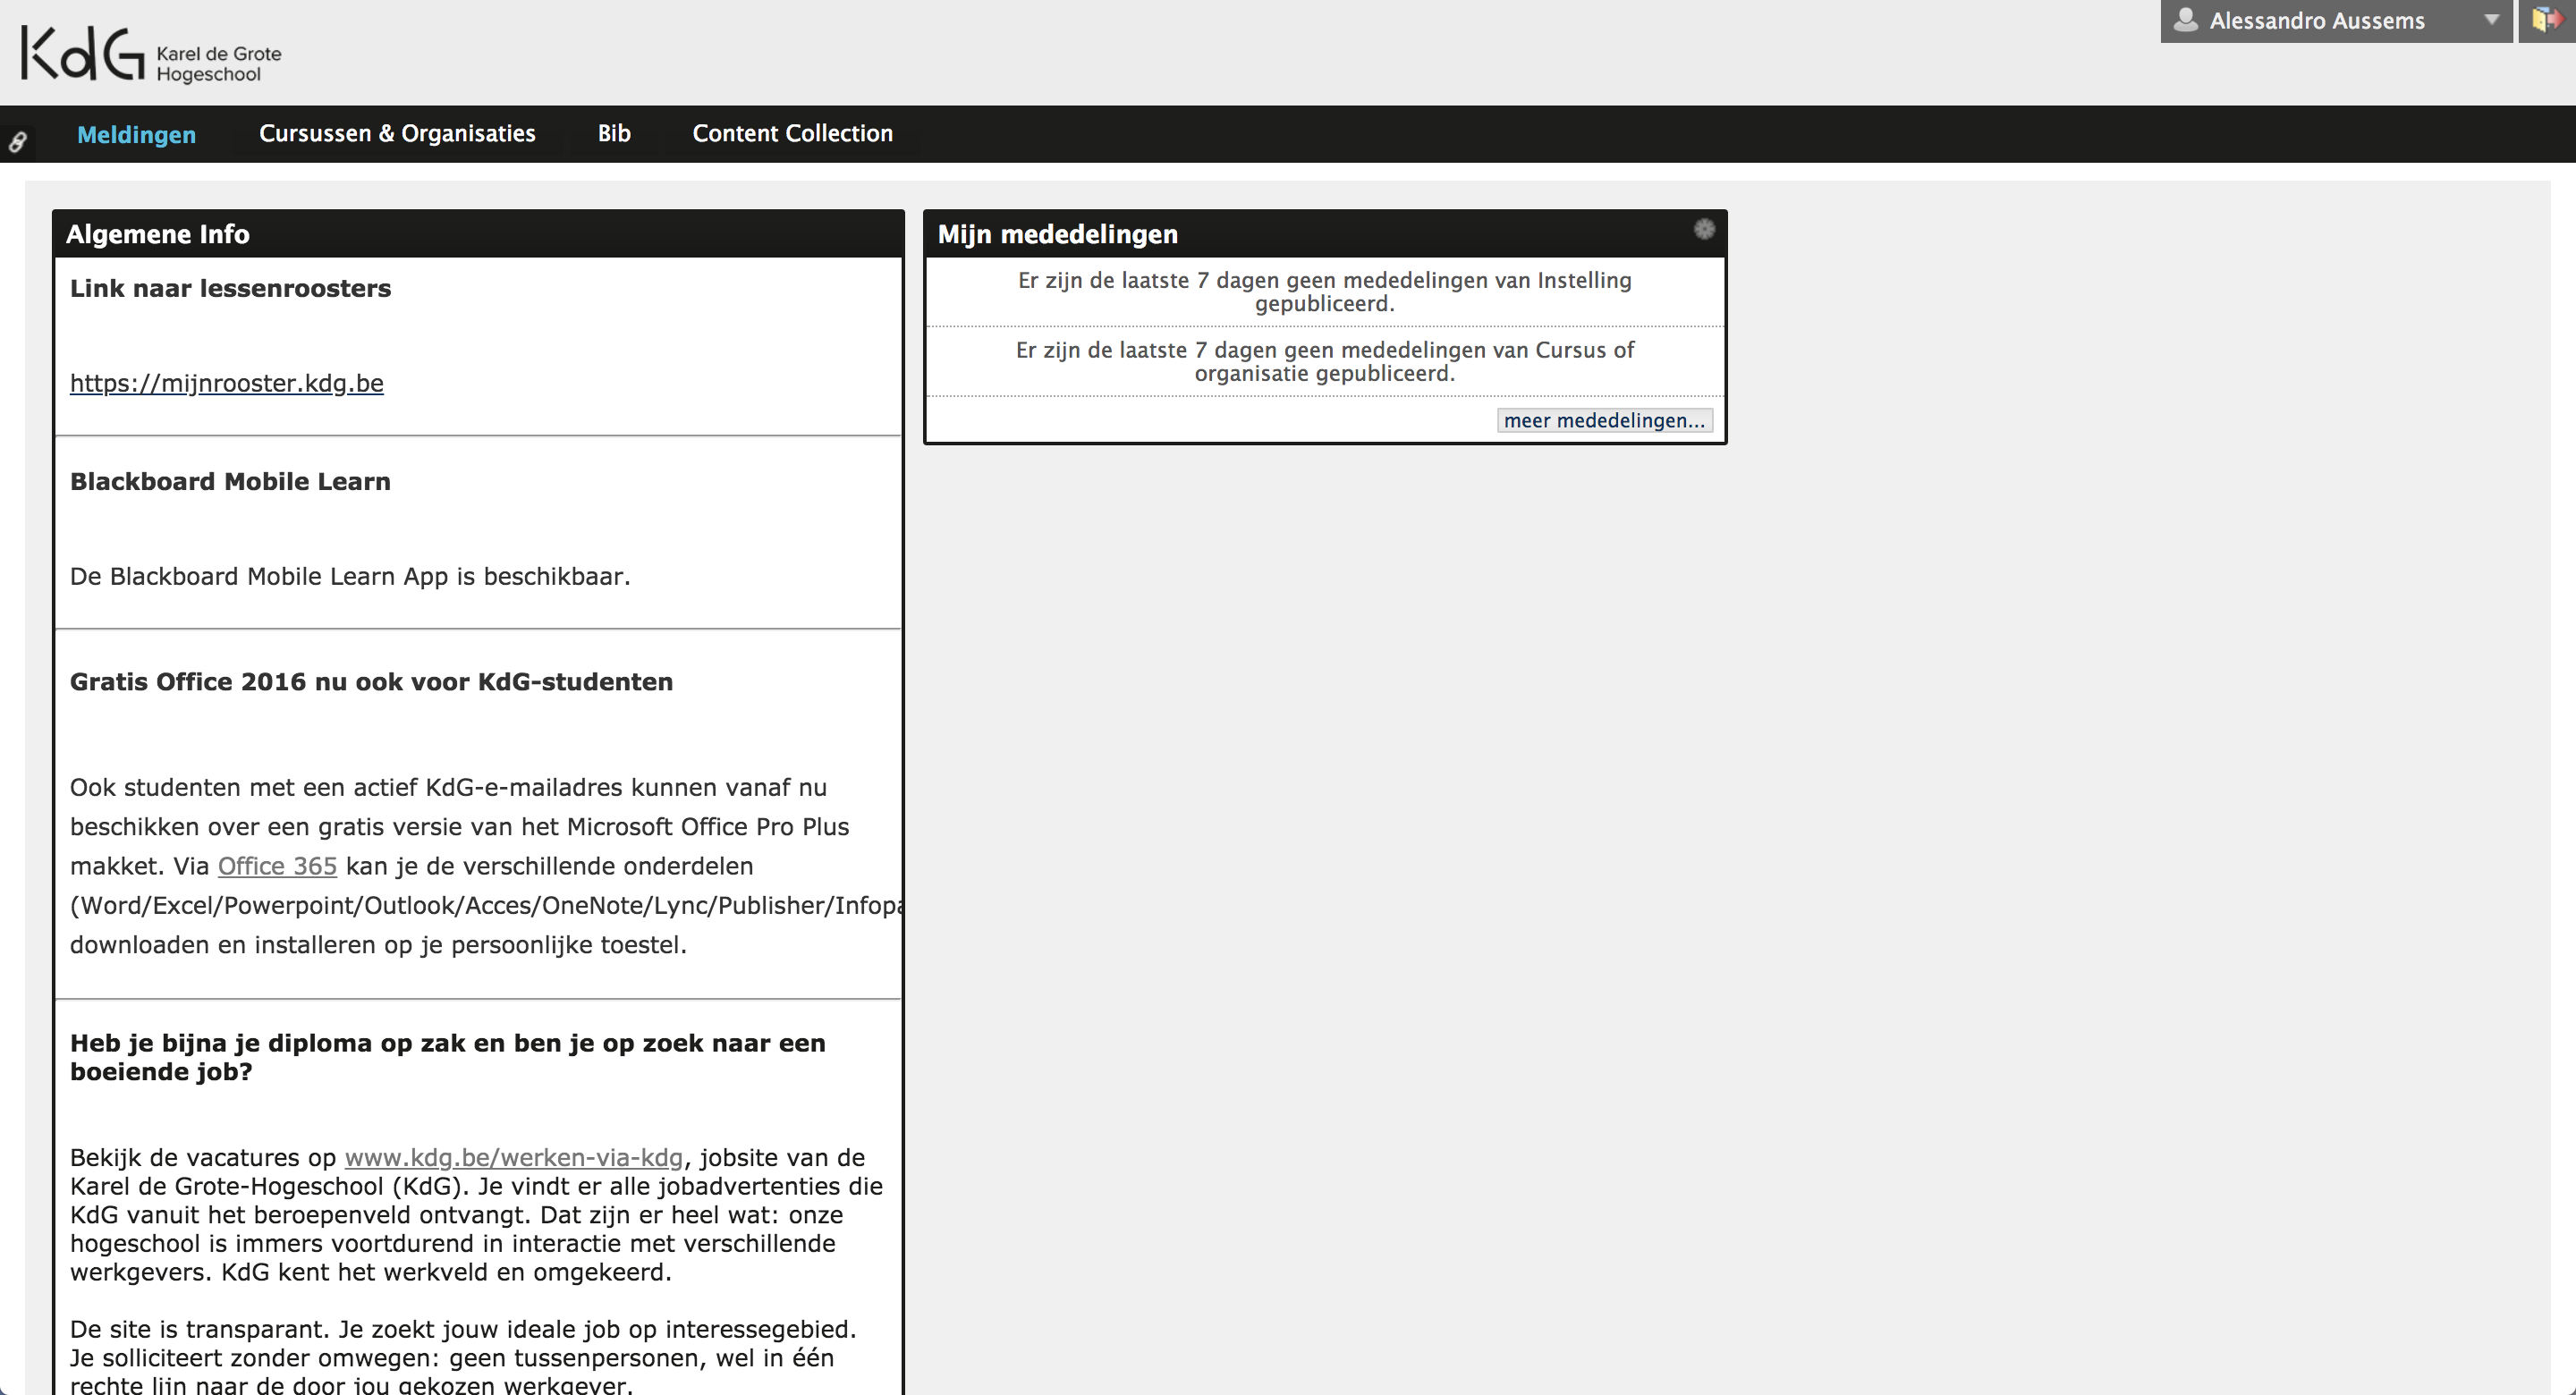 KdG Karel de Grote
Hogeschool
Alessandro Aussems
Meldingen
Cursussen & Organisaties
Bib
Content Collection
Algemene Info
Link naar lessenroosters
https://mijnrooster.kdg.be
Blackboard Mobile Learn
De Blackboard Mobile Learn App is beschikbaar.
Gratis Office 2016 nu ook voor KdG-studenten
Ook studenten met een actief KdG-e-mailadres kunnen vanaf nu
beschikken over een gratis versie van het Microsoft Office Pro Plus
makket. Via Office 365 kan je de verschillende onderdelen
(Word/Excel/Powerpoint/Outlook/Acces/OneNote/Lync/Publisher/Infopa
downloaden en installeren op je persoonlijke toestel.
Heb je bijna je diploma op zak en ben je op zoek naar een
boeiende job?
Bekijk de vacatures op www.kdg.be/werken-via-kdg, jobsite van de
Karel de Grote-Hogeschool (KdG). Je vindt er alle jobadvertenties die
KdG vanuit het beroepenveld ontvangt. Dat zijn er heel wat: onze
hogeschool is immers voortdurend in interactie met verschillende
werkgevers. KdG kent het werkveld en omgekeerd.
De site is transparant. Je zoekt jouw ideale job op interessegebied.
Je solliciteert zonder omwegen: geen tussenpersonen, wel in één
rechte lijn naar de door jou gekozen werkgever.
Mijn mededelingen
Er zijn de laatste 7 dagen geen mededelingen van Instelling
gepubliceerd.
Er zijn de laatste 7 dagen geen mededelingen van Cursus of
organisatie gepubliceerd.
meer mededelingen...